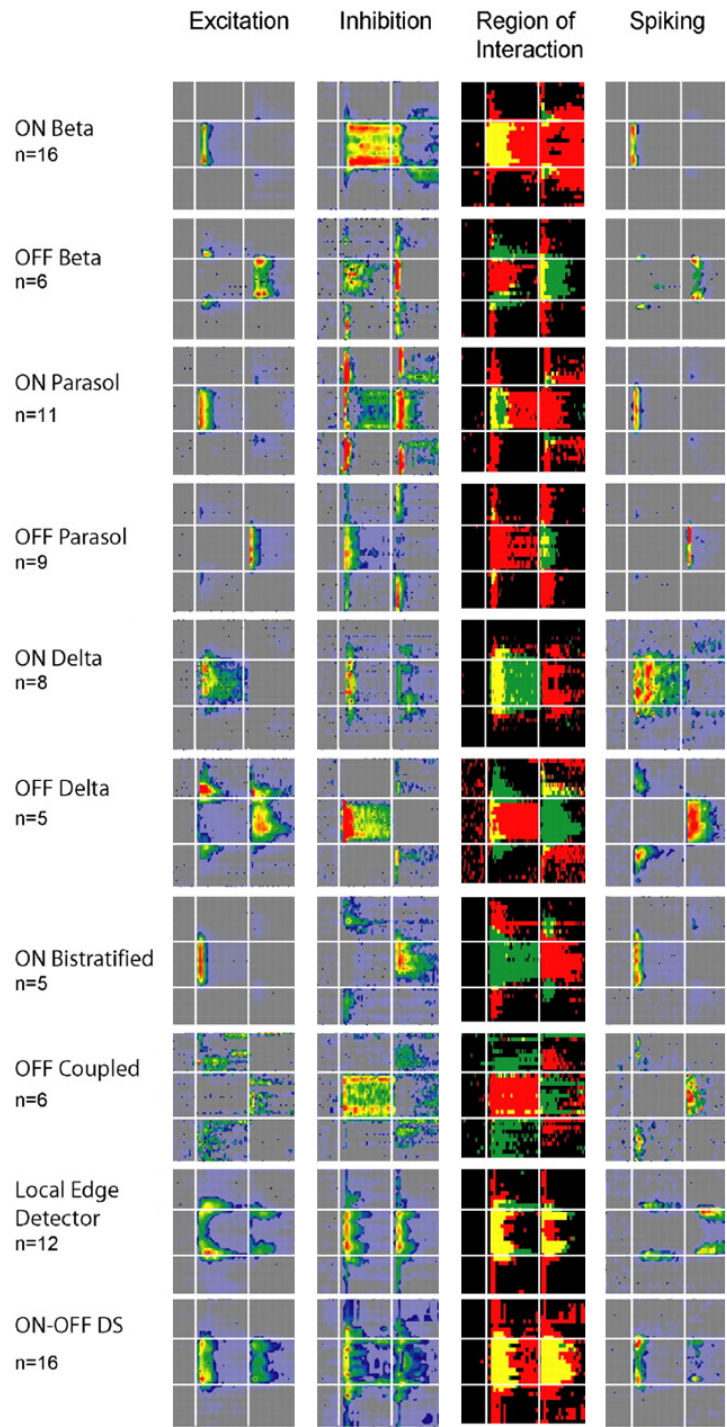 Excitation Inhibition Region of Spiking
Interaction
ON Beta
n=16
OFF Beta
n=6
ON Parasol
n=11
OFF Parasol
n=9
ON Delta
n=8
OFF Delta
n=5
ON Bistratified
n=5
OFF Coupled
n=6
Local Edge
Detector
n=12
ON-OFF DS
n=16